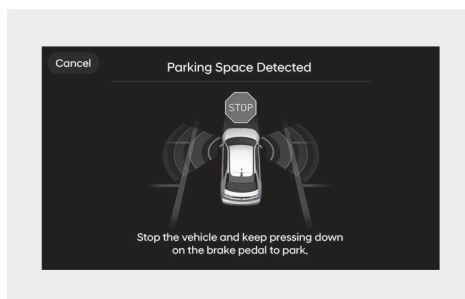 Cancel
Parking Space Detected
STOP
Stop the vehicle and keep pressing down
on the brake pedal to park.